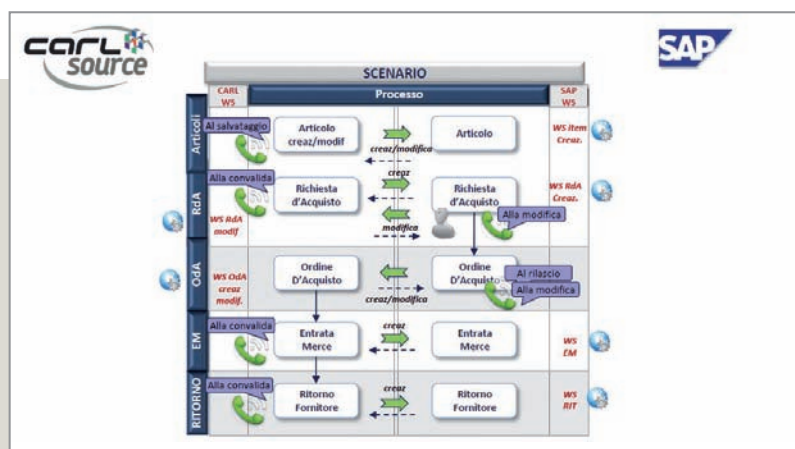 CARL
source
SAP
SCENARIO
CARL
WS
Processo
SAP
WS
Articoli
Al salvataggio
Articolo
creaz/modif
creaz/modifica
Articolo
WS item
Creaz.
RdA
Alla convalida
WS RdA
modif
Richiesta
d'Acquisto
creaz
modifica
Richiesta
d'Acquisto
Alla modifica
WS RdA
Creaz.
OdA
WS OdA
creaz
modif.
Ordine
D'Acquisto
creaz/modifica
Ordine
D'Acquisto
Al rilascio
Alla modifica
EM
Alla convalida
Entrata
Merce
creaz
Entrata
Merce
WS
EM
RITORNO
Alla convalida
Ritorno
Fornitore
creaz
Ritorno
Fornitore
WS
RIT